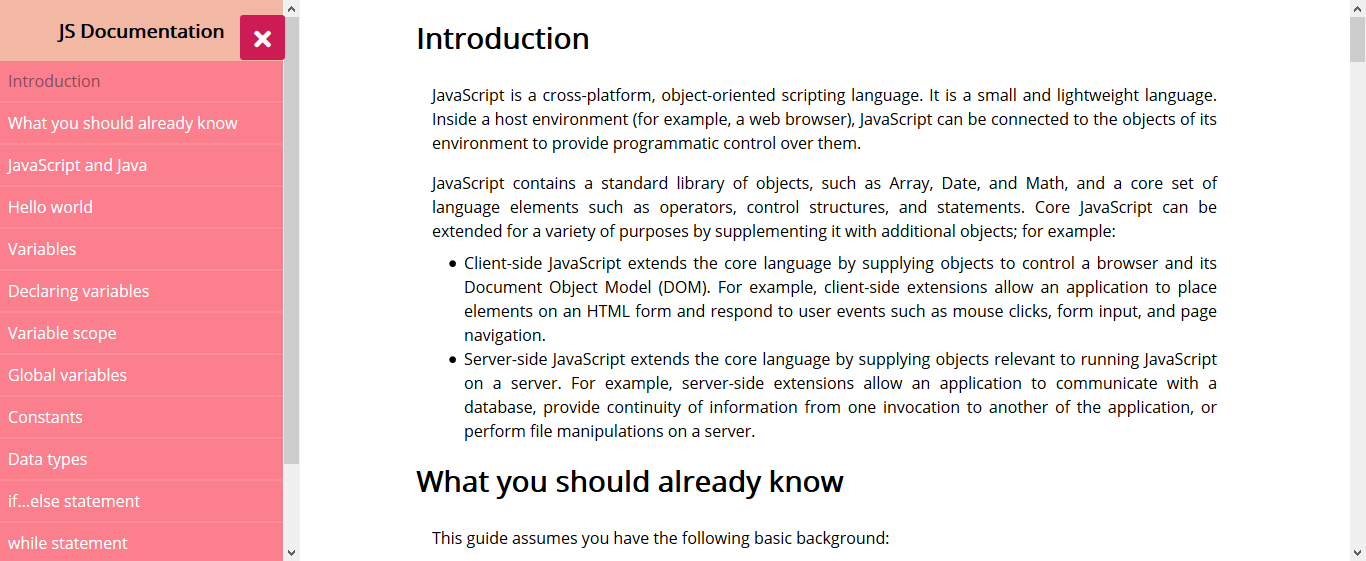 JS Documentation
Introduction
What you should already know
JavaScript and Java
Hello world
Variables
Declaring variables
Variable scope
Global variables
Constants
Data types
if...else statement
while statement
Introduction
JavaScript is a cross-platform, object-oriented scripting language. It is a small and lightweight language.
Inside a host environment (for example, a web browser), JavaScript can be connected to the objects of its
environment to provide programmatic control over them.
JavaScript contains a standard library of objects, such as Array, Date, and Math, and a core set of
language elements such as operators, control structures, and statements. Core JavaScript can be
extended for a variety of purposes by supplementing it with additional objects; for example:
• Client-side JavaScript extends the core language by supplying objects to control a browser and its
Document Object Model (DOM). For example, client-side extensions allow an application to place
elements on an HTML form and respond to user events such as mouse clicks, form input, and page
navigation.
• Server-side JavaScript extends the core language by supplying objects relevant to running JavaScript
on a server. For example, server-side extensions allow an application to communicate with a
database, provide continuity of information from one invocation to another of the application, or
perform file manipulations on a server.
What you should already know
This guide assumes you have the following basic background: